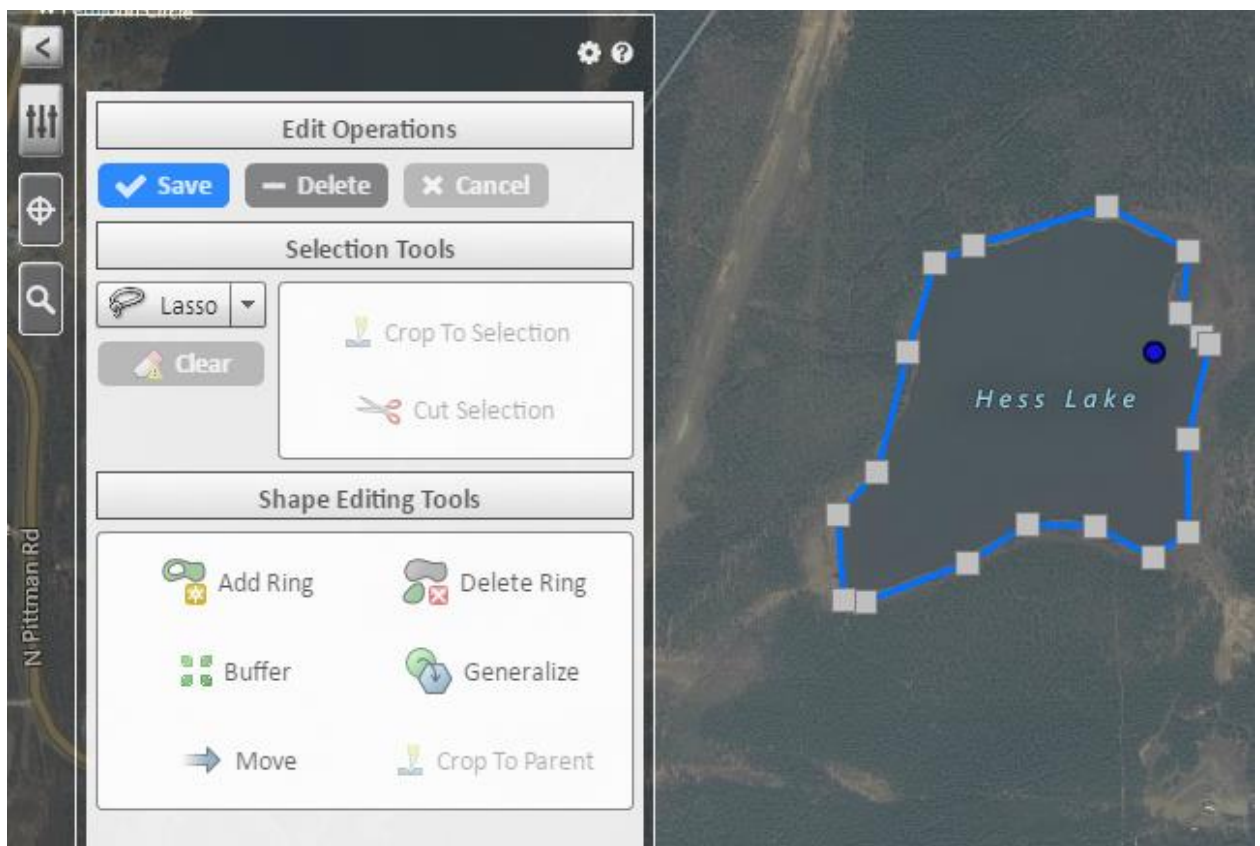 Edit Operations
Save
Delete
Cancel
Selection Tools
Lasso
Crop To Selection
Clear
Cut Selection
Hess Lake
Shape Editing Tools
Add Ring
Delete Ring
Buffer
Generalize
Move
Crop To Parent
N Pittman Rd